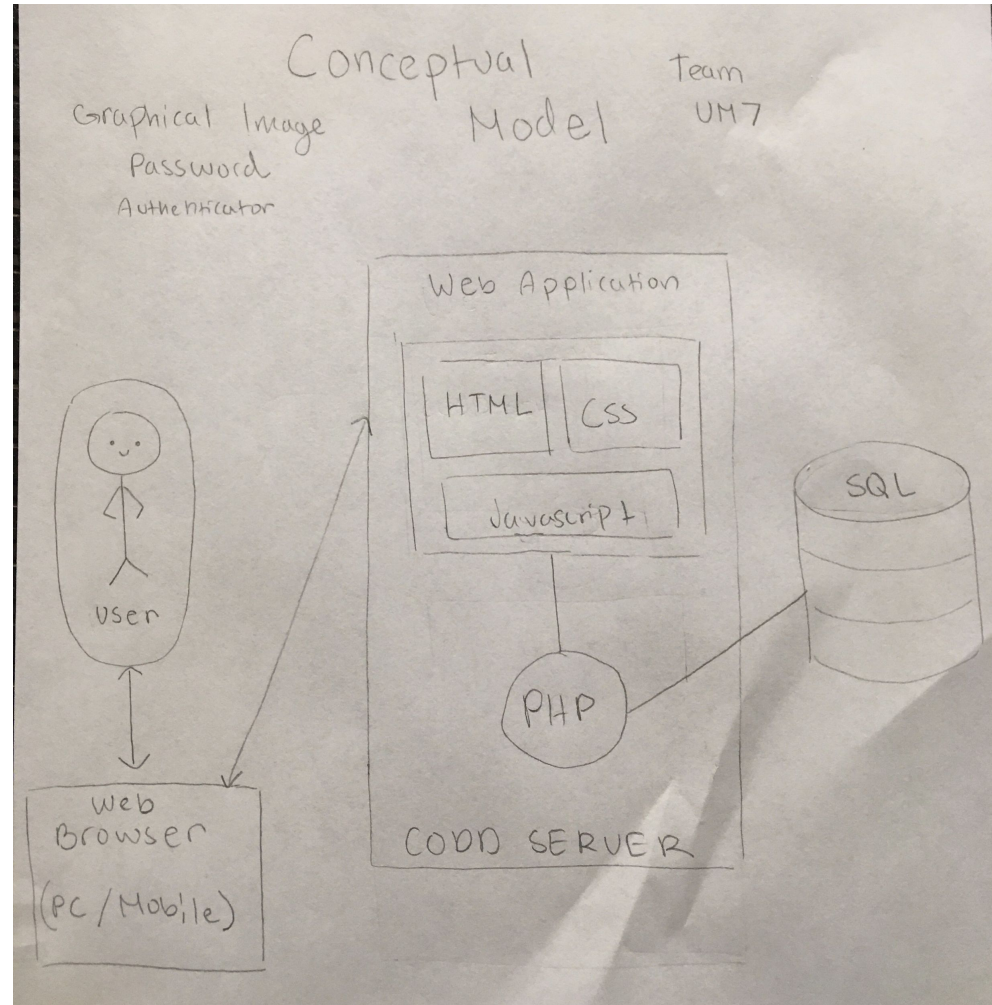 Conceptual
Model
Team
UM7
Graphical Image
Password
Authenticator
Web Application
HTML
CSS
Javascript
PHP
CODD SERVER
SQL
User
Web
Browser
(PC/Mobile)